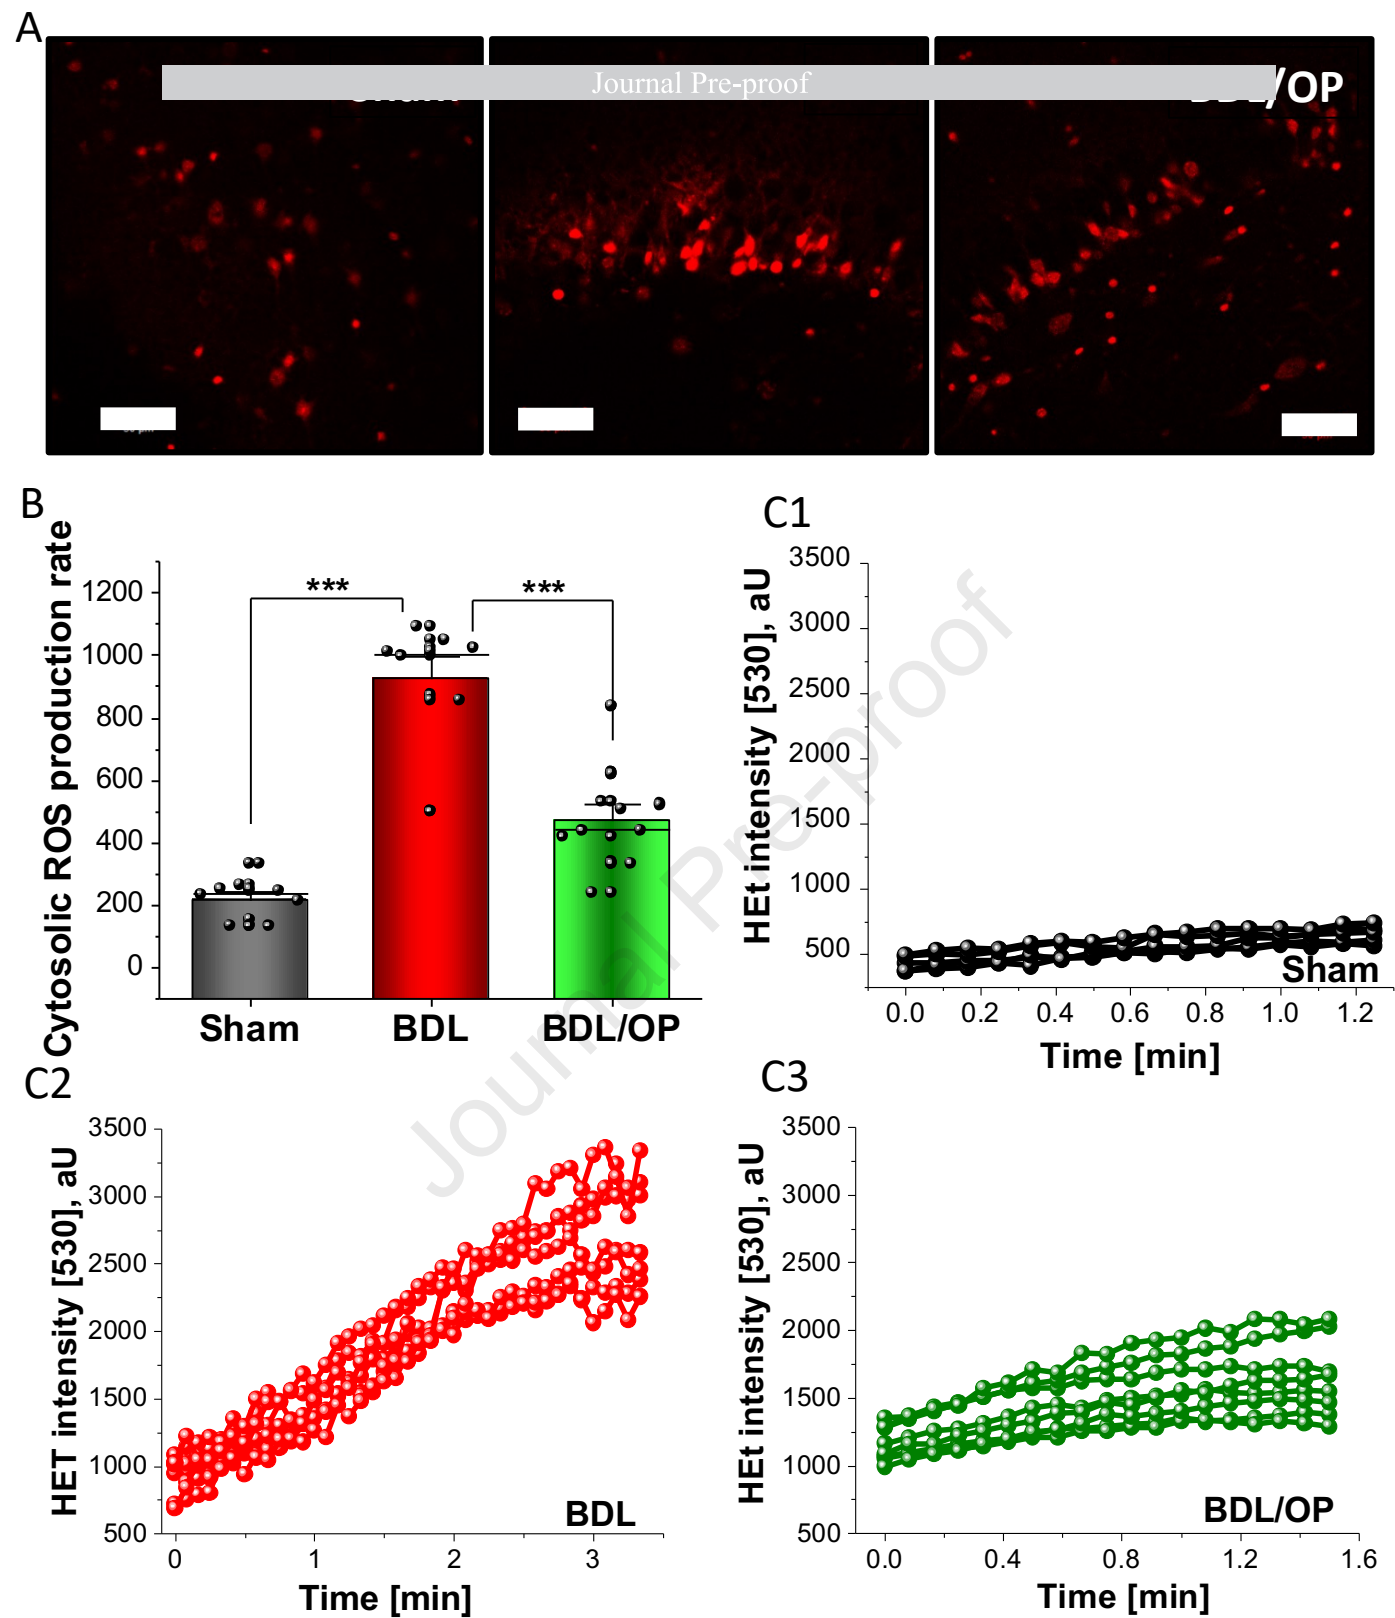 A
Journal Pre-proof
BDL/OP
B
Cytosolic ROS production rate
1200
1000
800
600
400
200
0
***
***
Sham
BDL
BDL/OP
C1
HEt intensity [530], aU
3500
3000
2500
2000
1500
1000
500
Sham
0.0 0.2 0.4 0.6 0.8 1.0 1.2
Time [min]
Journal Pre-proof
C2
HET intensity [530], aU
3500
3000
2500
2000
1500
1000
500
BDL
0 1 2 3
Time [min]
C3
HEt intensity [530], aU
3500
3000
2500
2000
1500
1000
500
BDL/OP
0.0 0.4 0.8 1.2 1.6
Time [min]